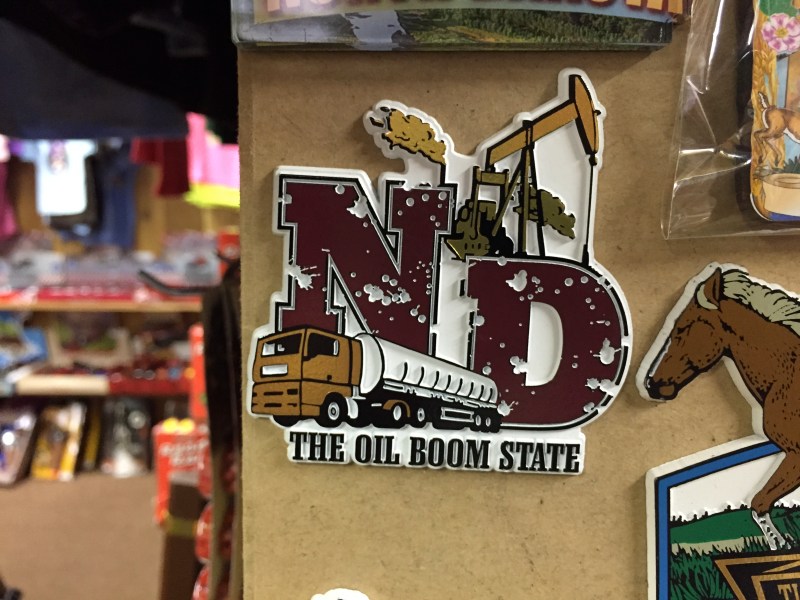 ND
THE OIL BOOM STATE